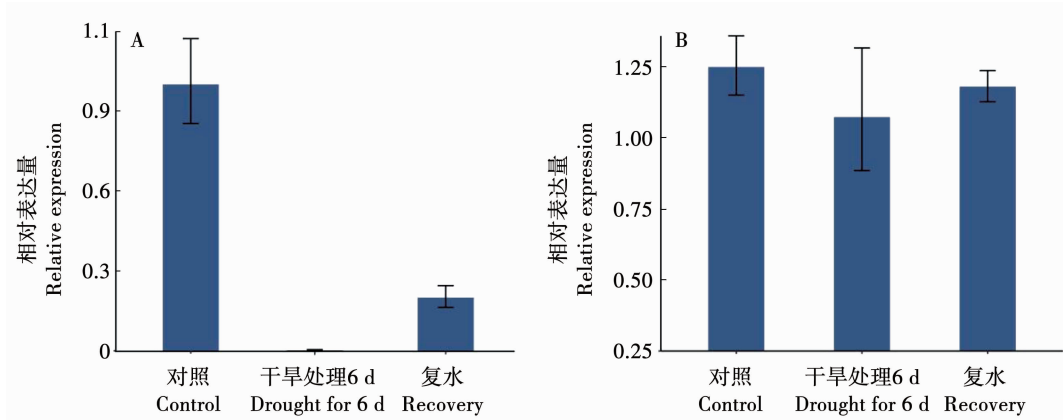 A
1.1
0.9
0.6
0.3
0
相对表达量
Relative expression
对照
Control
干旱处理6 d
Drought for 6 d
复水
Recovery
B
1.25
1.00
0.75
0.50
0.25
相对表达量
Relative expression
对照
Control
干旱处理6 d
Drought for 6 d
复水
Recovery